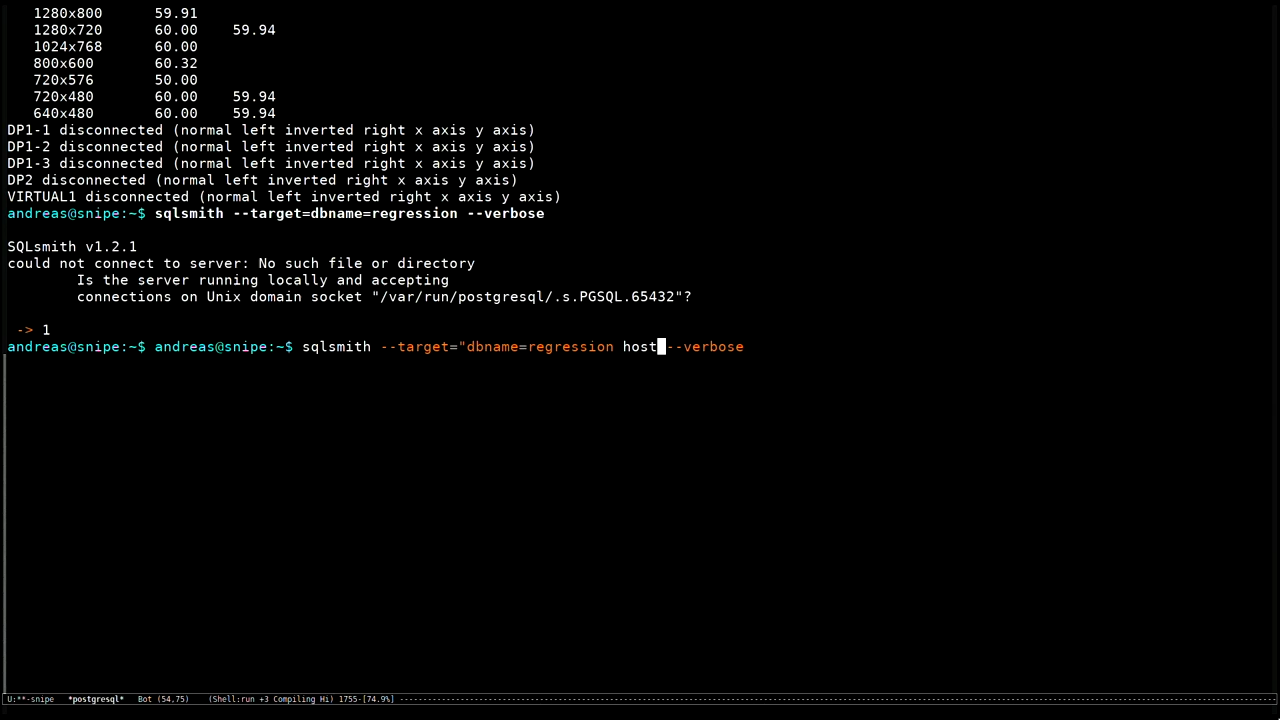 1280x800      59.91
1280x720      60.00    59.94
1024x768      60.00
800x600       60.32
720x576       50.00
720x480       60.00    59.94
640x480       60.00    59.94
DP1-1 disconnected (normal left inverted right x axis y axis)
DP1-2 disconnected (normal left inverted right x axis y axis)
DP1-3 disconnected (normal left inverted right x axis y axis)
DP2 disconnected (normal left inverted right x axis y axis)
VIRTUAL1 disconnected (normal left inverted right x axis y axis)
andreas@snipe:~$ sqlsmith --target=dbname=regression --verbose
SQLsmith v1.2.1
could not connect to server: No such file or directory
Is the server running locally and accepting
connections on Unix domain socket "/var/run/postgresql/.s.PGSQL.65432"?
-> 1
andreas@snipe:~$ andreas@snipe:~$ sqlsmith --target="dbname=regression host --verbose
U:**-snipe   *postgresql*   Bot (54,75)    (Shell:run +3 Compiling Hi) 1755-[74.9%] ----------